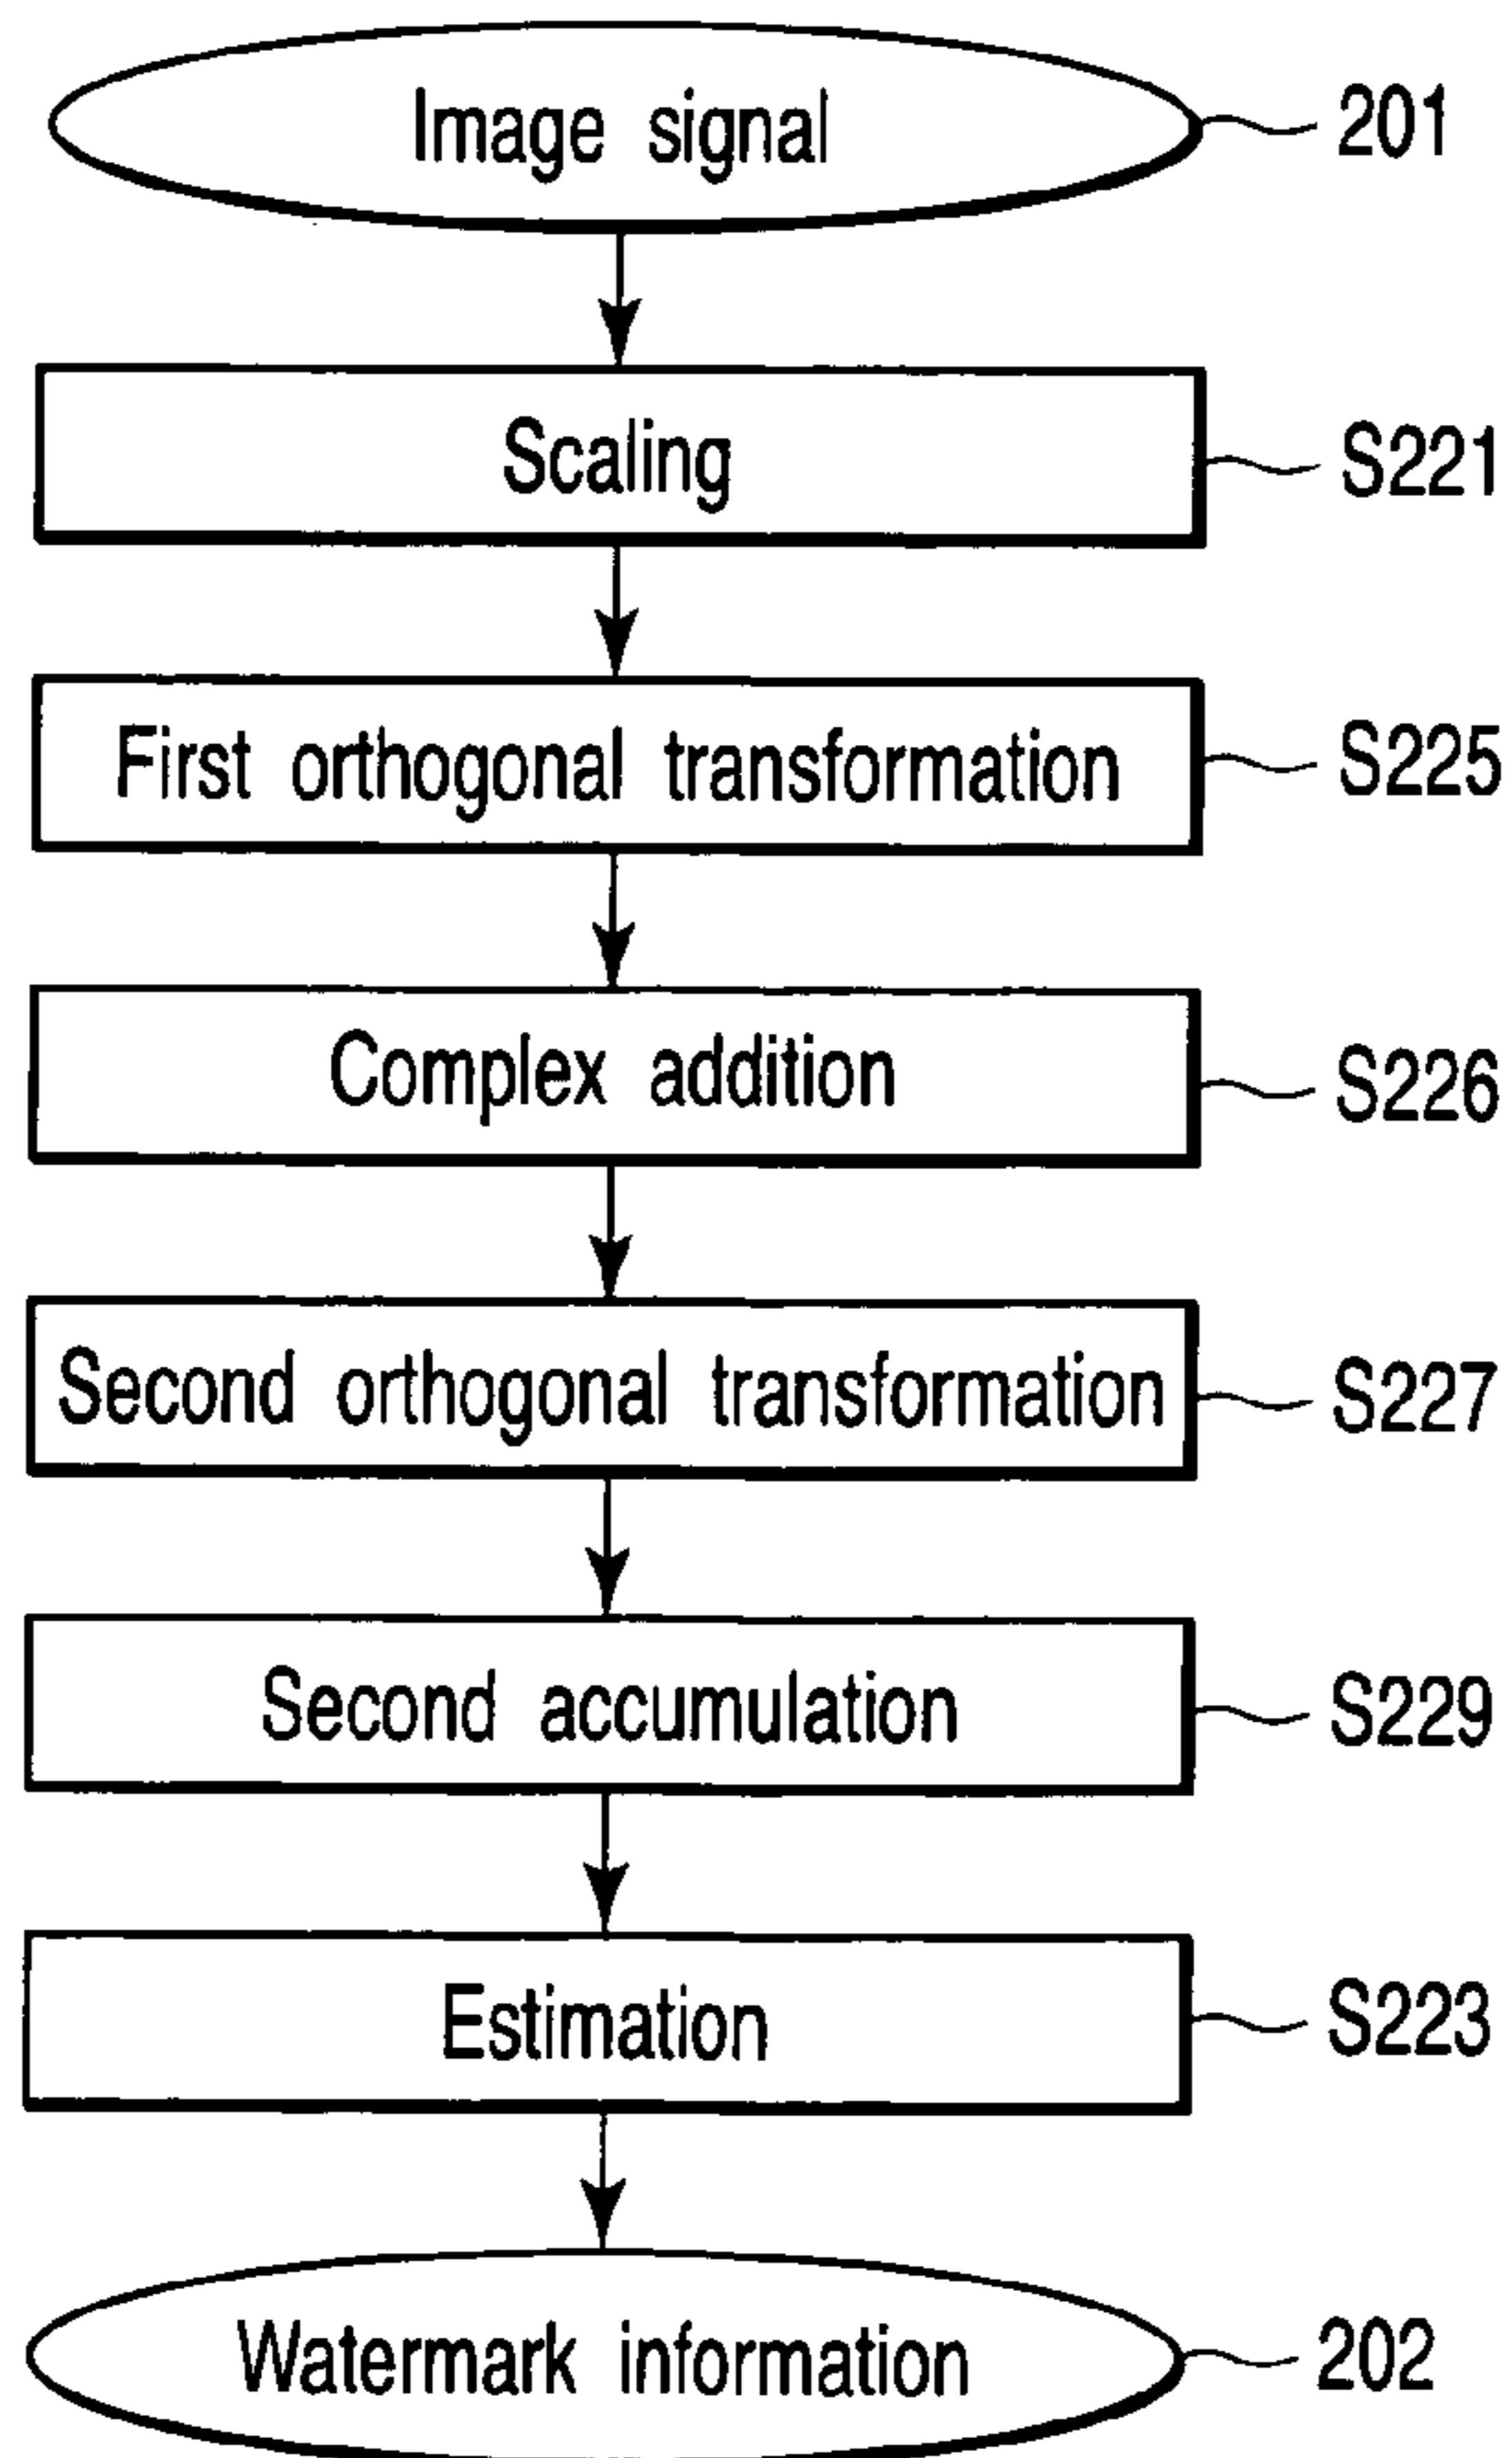 Image signal 201
Scaling S221
First orthogonal transformation S225
Complex addition S226
Second orthogonal transformation S227
Second accumulation S229
Estimation S223
Watermark information 202